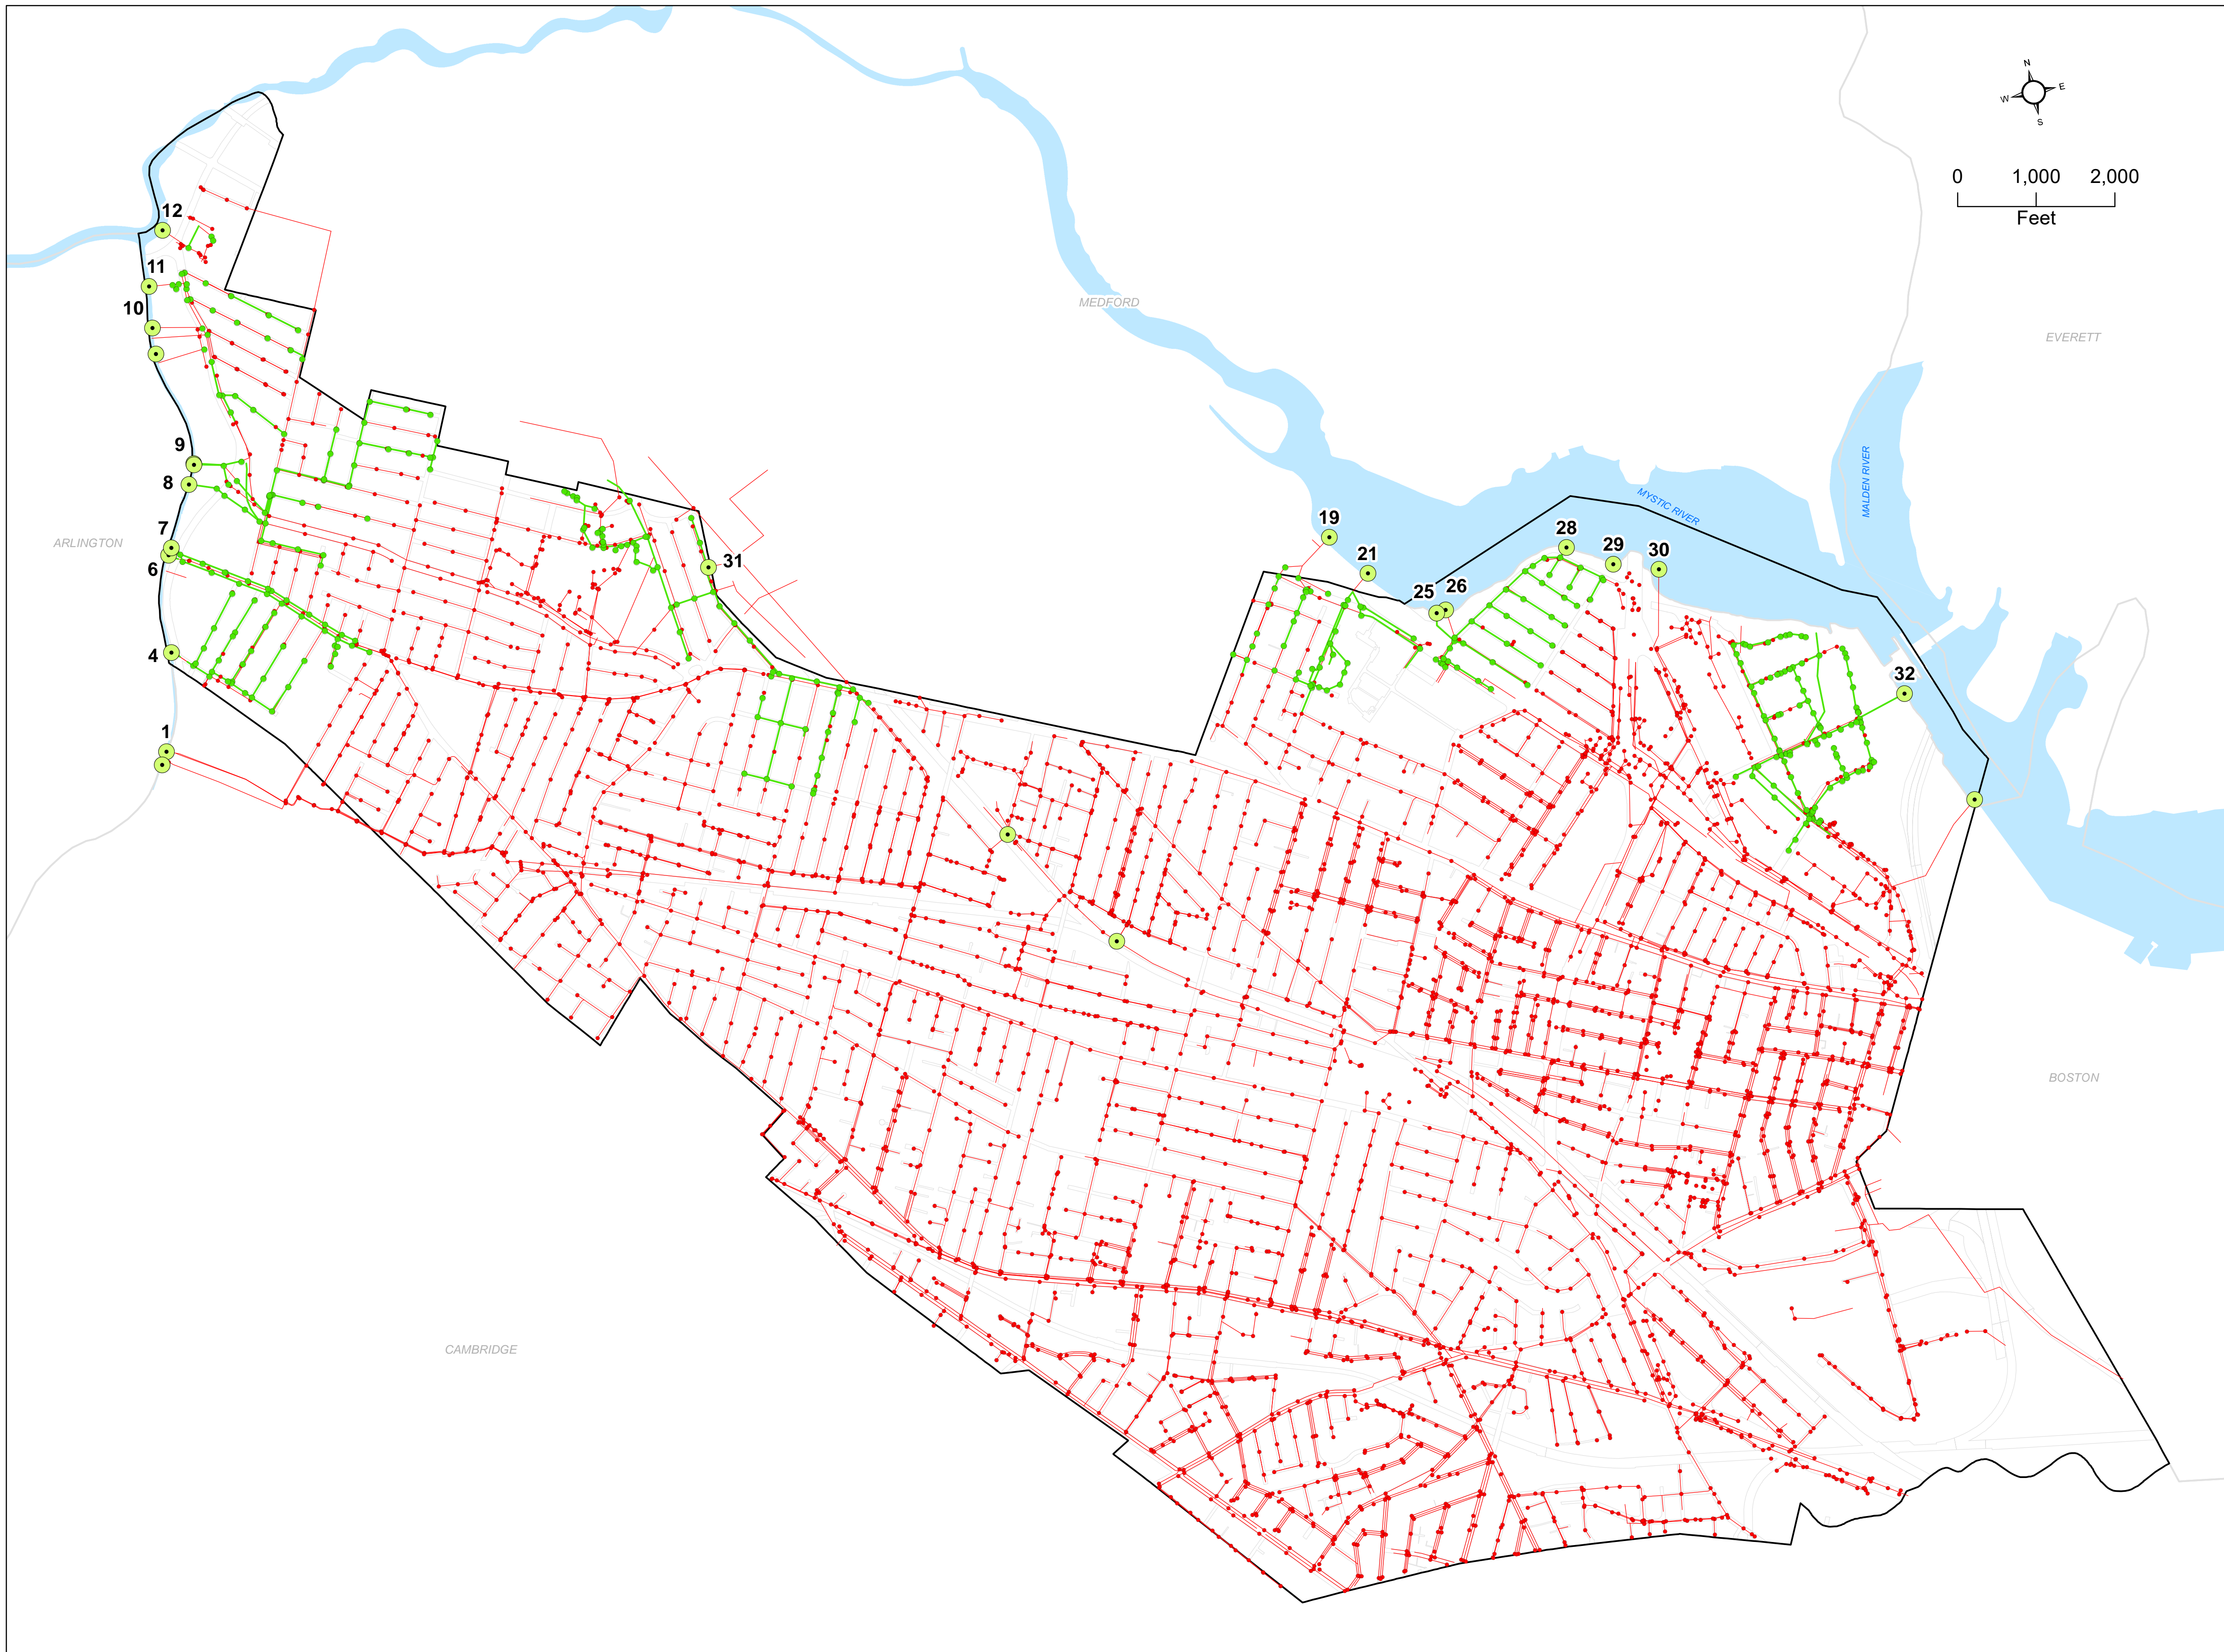 N
W E
S
0 1,000 2,000
Feet
12
11
10
MEDFORD
EVERETT
9
8
MALDEN RIVER
MYSTIC RIVER
7
ARLINGTON
6
19
28
29
30
21
31
25 26
4
32
1
BOSTON
CAMBRIDGE